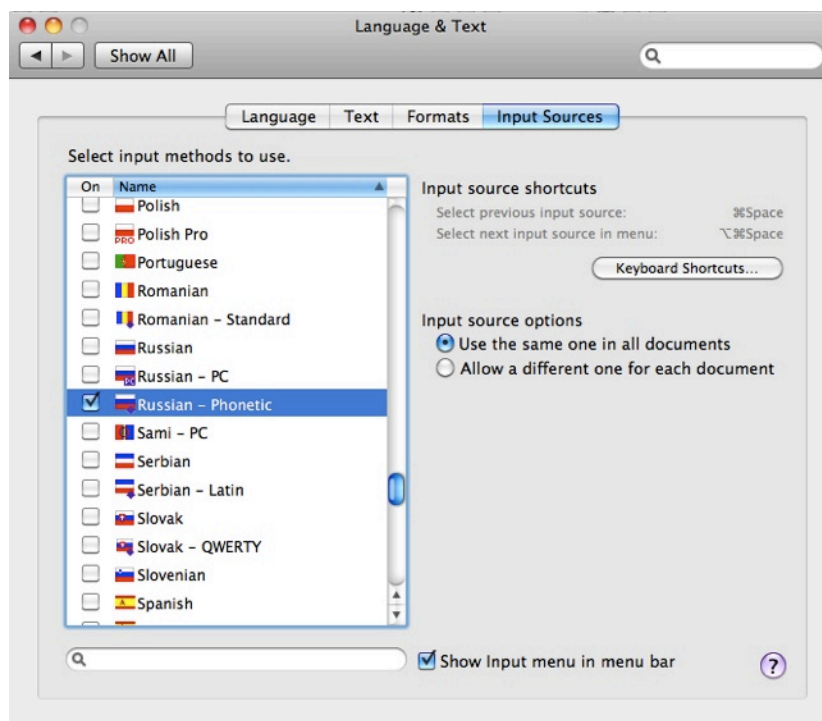 Language & Text
Show All
Language Text Formats Input Sources
Select input methods to use.
On Name
Polish
PRO Polish Pro
Portuguese
Romanian
Romanian – Standard
Russian
PC Russian – PC
Russian – Phonetic
Sami – PC
Serbian
Serbian – Latin
Slovak
Slovak – QWERTY
Slovenian
Spanish
Input source shortcuts
Select previous input source: ⌘Space
Select next input source in menu: ⌥⌘Space
Keyboard Shortcuts...
Input source options
Use the same one in all documents
Allow a different one for each document
Show Input menu in menu bar
?